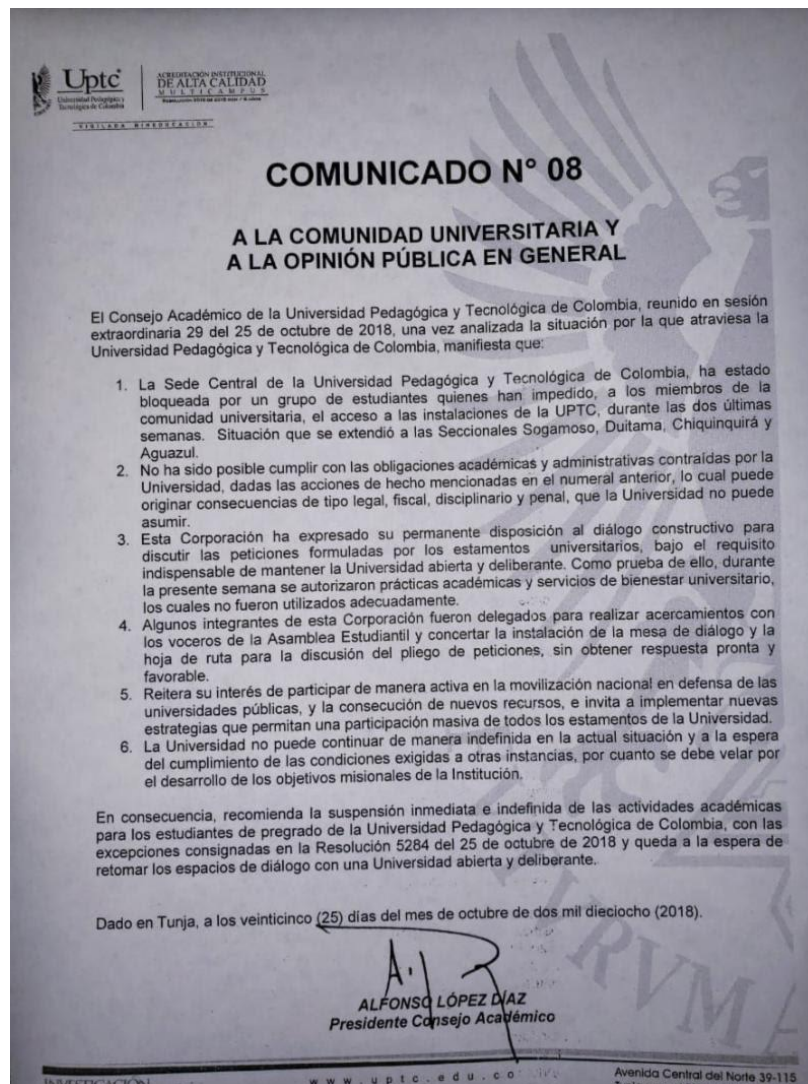 Uptc
Universidad Pedagógica y
Tecnológica de Colombia
ACREDITACIÓN INSTITUCIONAL
DE ALTA CALIDAD
MULTICAMPUS
VIGILADA MINEDUCACIÓN
COMUNICADO N° 08
A LA COMUNIDAD UNIVERSITARIA Y
A LA OPINIÓN PÚBLICA EN GENERAL
El Consejo Académico de la Universidad Pedagógica y Tecnológica de Colombia, reunido en sesión
extraordinaria 29 del 25 de octubre de 2018, una vez analizada la situación por la que atraviesa la
Universidad Pedagógica y Tecnológica de Colombia, manifiesta que:
1. La Sede Central de la Universidad Pedagógica y Tecnológica de Colombia, ha estado
bloqueada por un grupo de estudiantes quienes han impedido, a los miembros de la
comunidad universitaria, el acceso a las instalaciones de la UPTC, durante las dos últimas
semanas. Situación que se extendió a las Seccionales Sogamoso, Duitama, Chiquinquirá y
Aguazul.
2. No ha sido posible cumplir con las obligaciones académicas y administrativas contraídas por la
Universidad, dadas las acciones de hecho mencionadas en el numeral anterior, lo cual puede
originar consecuencias de tipo legal, fiscal, disciplinario y penal, que la Universidad no puede
asumir.
3. Esta Corporación ha expresado su permanente disposición al diálogo constructivo para
discutir las peticiones formuladas por los estamentos universitarios, bajo el requisito
indispensable de mantener la Universidad abierta y deliberante. Como prueba de ello, durante
la presente semana se autorizaron prácticas académicas y servicios de bienestar universitario,
los cuales no fueron utilizados adecuadamente.
4. Algunos integrantes de esta Corporación fueron delegados para realizar acercamientos con
los voceros de la Asamblea Estudiantil y concertar la instalación de la mesa de diálogo y la
hoja de ruta para la discusión del pliego de peticiones, sin obtener respuesta pronta y
favorable.
5. Reitera su interés de participar de manera activa en la movilización nacional en defensa de las
universidades públicas, y la consecución de nuevos recursos, e invita a implementar nuevas
estrategias que permitan una participación masiva de todos los estamentos de la Universidad.
6. La Universidad no puede continuar de manera indefinida en la actual situación y a la espera
del cumplimiento de las condiciones exigidas a otras instancias, por cuanto se debe velar por
el desarrollo de los objetivos misionales de la Institución.
En consecuencia, recomienda la suspensión inmediata e indefinida de las actividades académicas
para los estudiantes de pregrado de la Universidad Pedagógica y Tecnológica de Colombia, con las
excepciones consignadas en la Resolución 5284 del 25 de octubre de 2018 y queda a la espera de
retomar los espacios de diálogo con una Universidad abierta y deliberante.
Dado en Tunja, a los veinticinco (25) días del mes de octubre de dos mil dieciocho (2018).
ALFONSO LÓPEZ DÍAZ
Presidente Consejo Académico
INVESTIGACIÓN
www.uptc.edu.co
Avenida Central del Norte 39-115